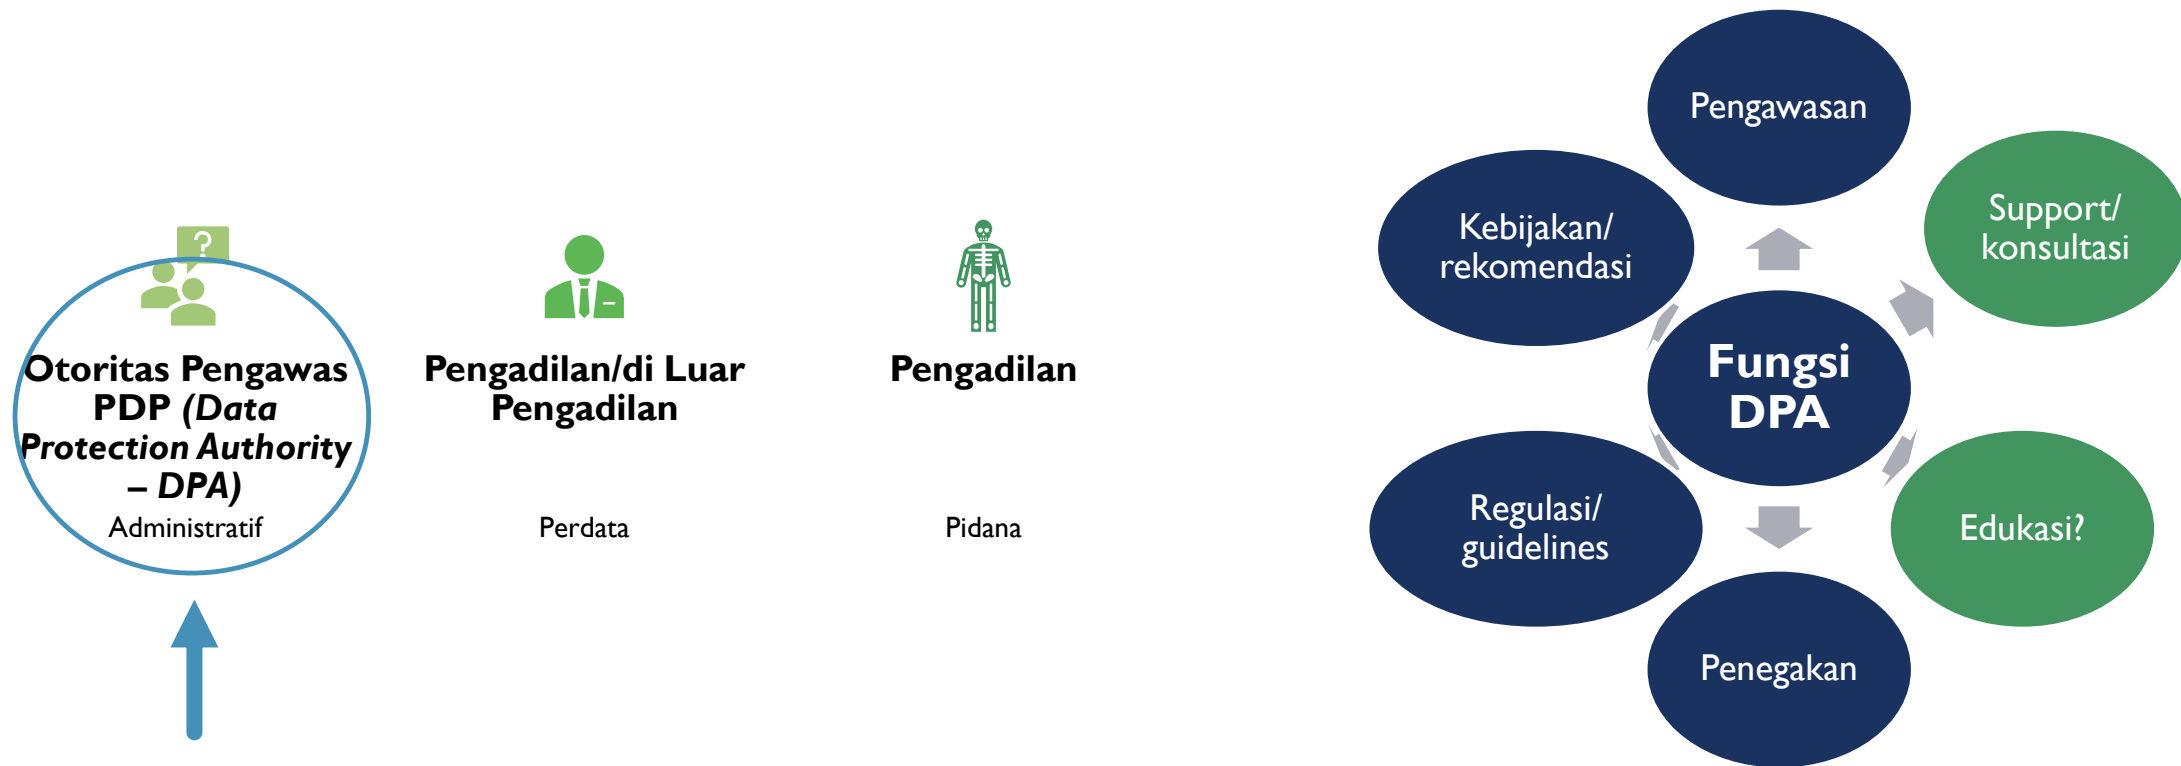 ?
Otoritas Pengawas
PDP (Data
Protection Authority
– DPA)
Administratif
Pengadilan/di Luar
Pengadilan
Perdata
Pengadilan
Pidana
Pengawasan
Support/
konsultasi
Kebijakan/
rekomendasi
Fungsi
DPA
Regulasi/
guidelines
Edukasi?
Penegakan